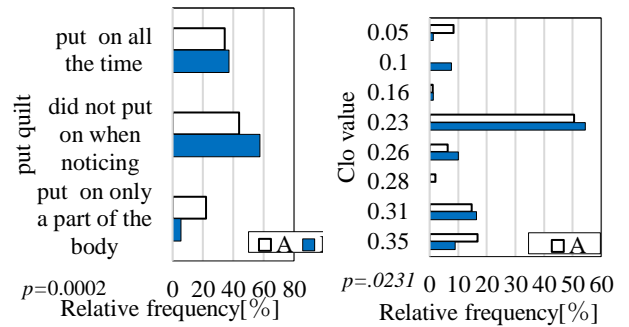 put quilt
put on all
the time
did not put
on when
noticing
put on only
a part of the
body
A
p=0.0002
0 20 40 60 80
Relative frequency[%]
Clo value
0.05
0.1
0.16
0.23
0.26
0.28
0.31
0.35
A
p=.0231
0 10 20 30 40 50 60
Relative frequency[%]